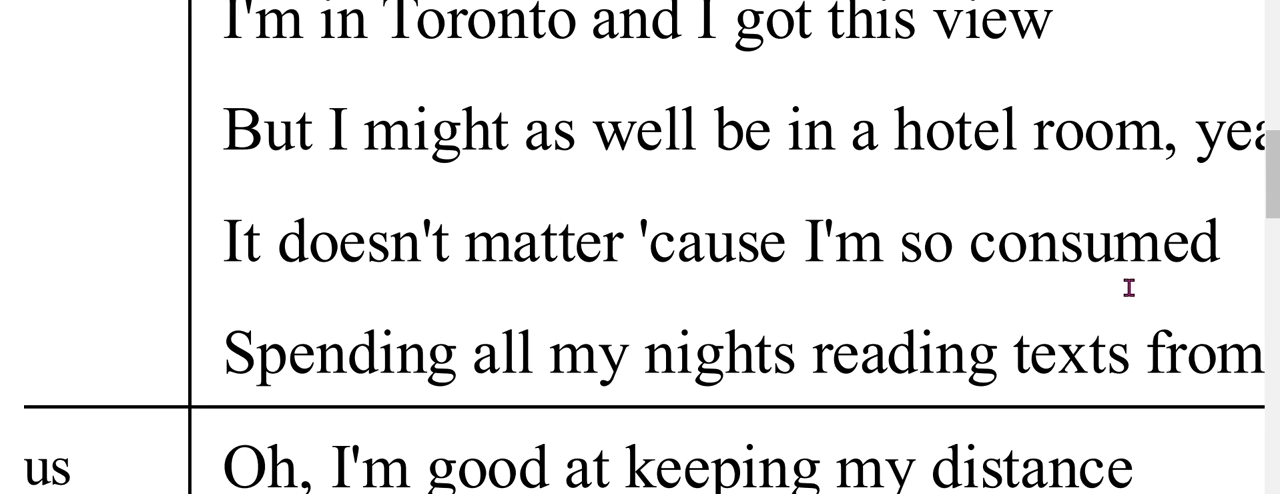 I'm in Toronto and I got this view
But I might as well be in a hotel room,
It doesn't matter 'cause I'm so consumed
Spending all my nights reading texts from
us
Oh, I'm good at keeping my distance